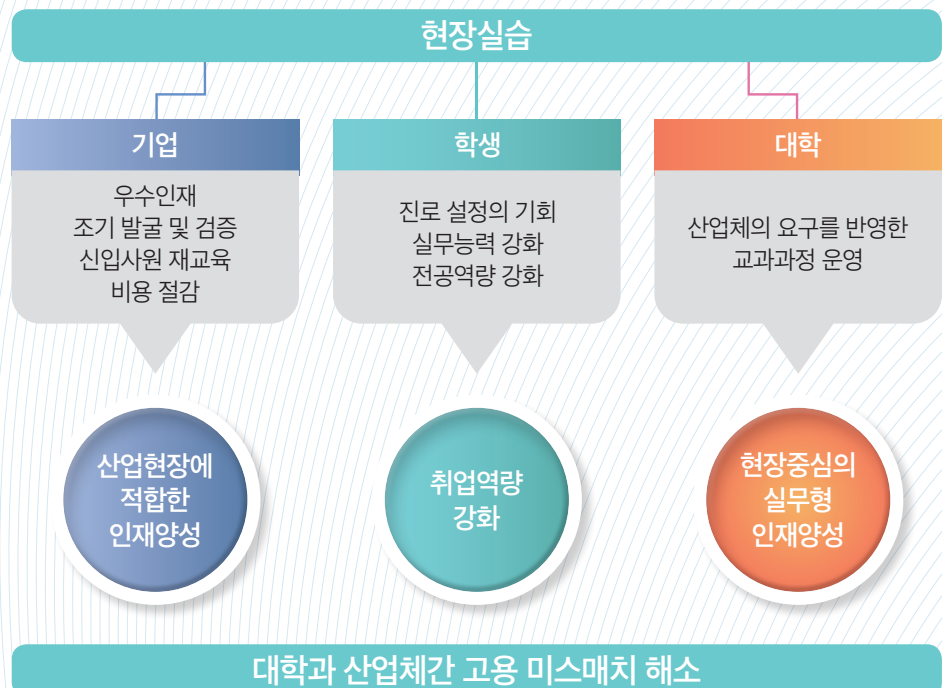 현장실습
기업
우수인재
조기 발굴 및 검증
신입사원 재교육
비용 절감
산업현장에
적합한
인재양성
학생
진로 설정의 기회
실무능력 강화
전공역량 강화
취업역량
강화
대학
산업체의 요구를 반영한
교과과정 운영
현장중심의
실무형
인재양성
대학과 산업체간 고용 미스매치 해소